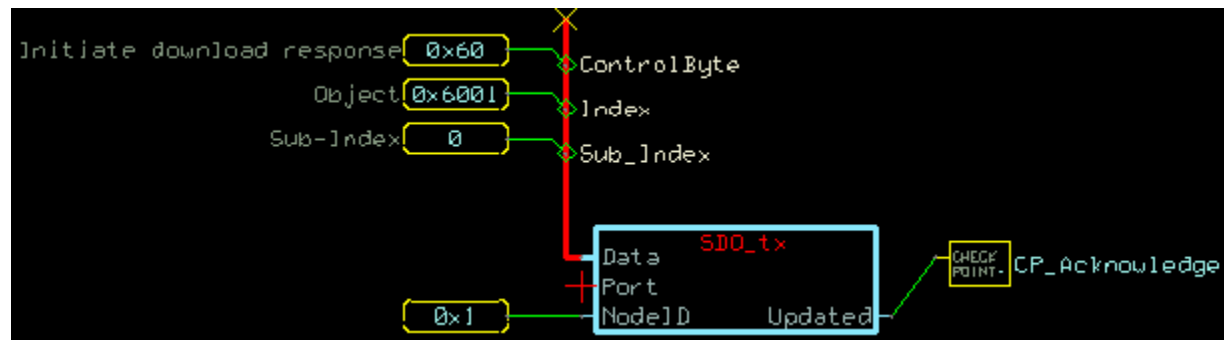 Initiate download response 0x60 ControlByte
Object 0x6001 Index
Sub-Index 0 Sub_Index
SDO_tx
Data
CHECK POINT. CP_Acknowledge
Port
0x1 NodeID Updated